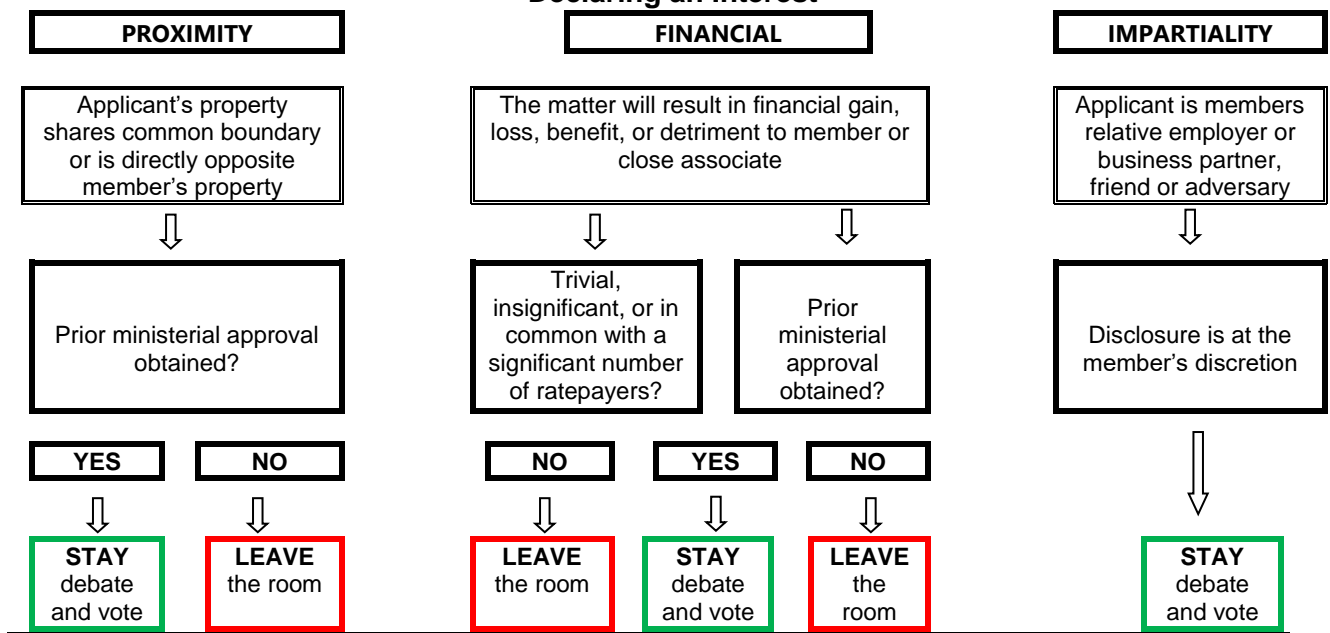 Declaring an Interest
PROXIMITY
FINANCIAL
IMPARTIALITY
Applicant’s property
shares common boundary
or is directly opposite
member’s property
The matter will result in financial gain,
loss, benefit, or detriment to member or
close associate
Applicant is members
relative employer or
business partner,
friend or adversary
Prior ministerial approval
obtained?
Trivial,
insignificant, or in
common with a
significant number
of ratepayers?
Prior
ministerial
approval
obtained?
Disclosure is at the
member’s discretion
YES
NO
NO
YES
NO
STAY
debate
and vote
LEAVE
the room
LEAVE
the room
STAY
debate
and vote
LEAVE
the
room
STAY
debate
and vote